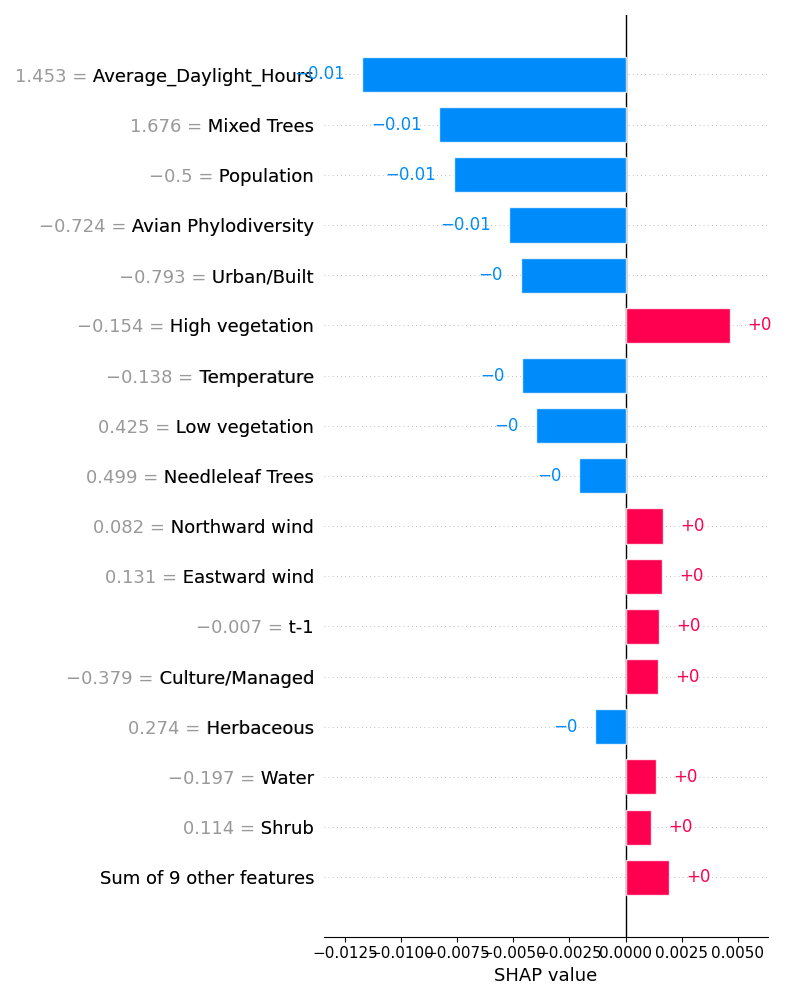 1.453 = Average_Daylight_Hours −0.01
1.676 = Mixed Trees −0.01
−0.5 = Population −0.01
−0.724 = Avian Phylodiversity −0.01
−0.793 = Urban/Built −0
−0.154 = High vegetation +0
−0.138 = Temperature −0
0.425 = Low vegetation −0
0.499 = Needleleaf Trees −0
0.082 = Northward wind +0
0.131 = Eastward wind +0
−0.007 = t-1 +0
−0.379 = Culture/Managed +0
0.274 = Herbaceous −0
−0.197 = Water +0
0.114 = Shrub +0
Sum of 9 other features +0
−0.0125 −0.0100 −0.0075 −0.0050 −0.0025 0.0000 0.0025 0.0050
SHAP value